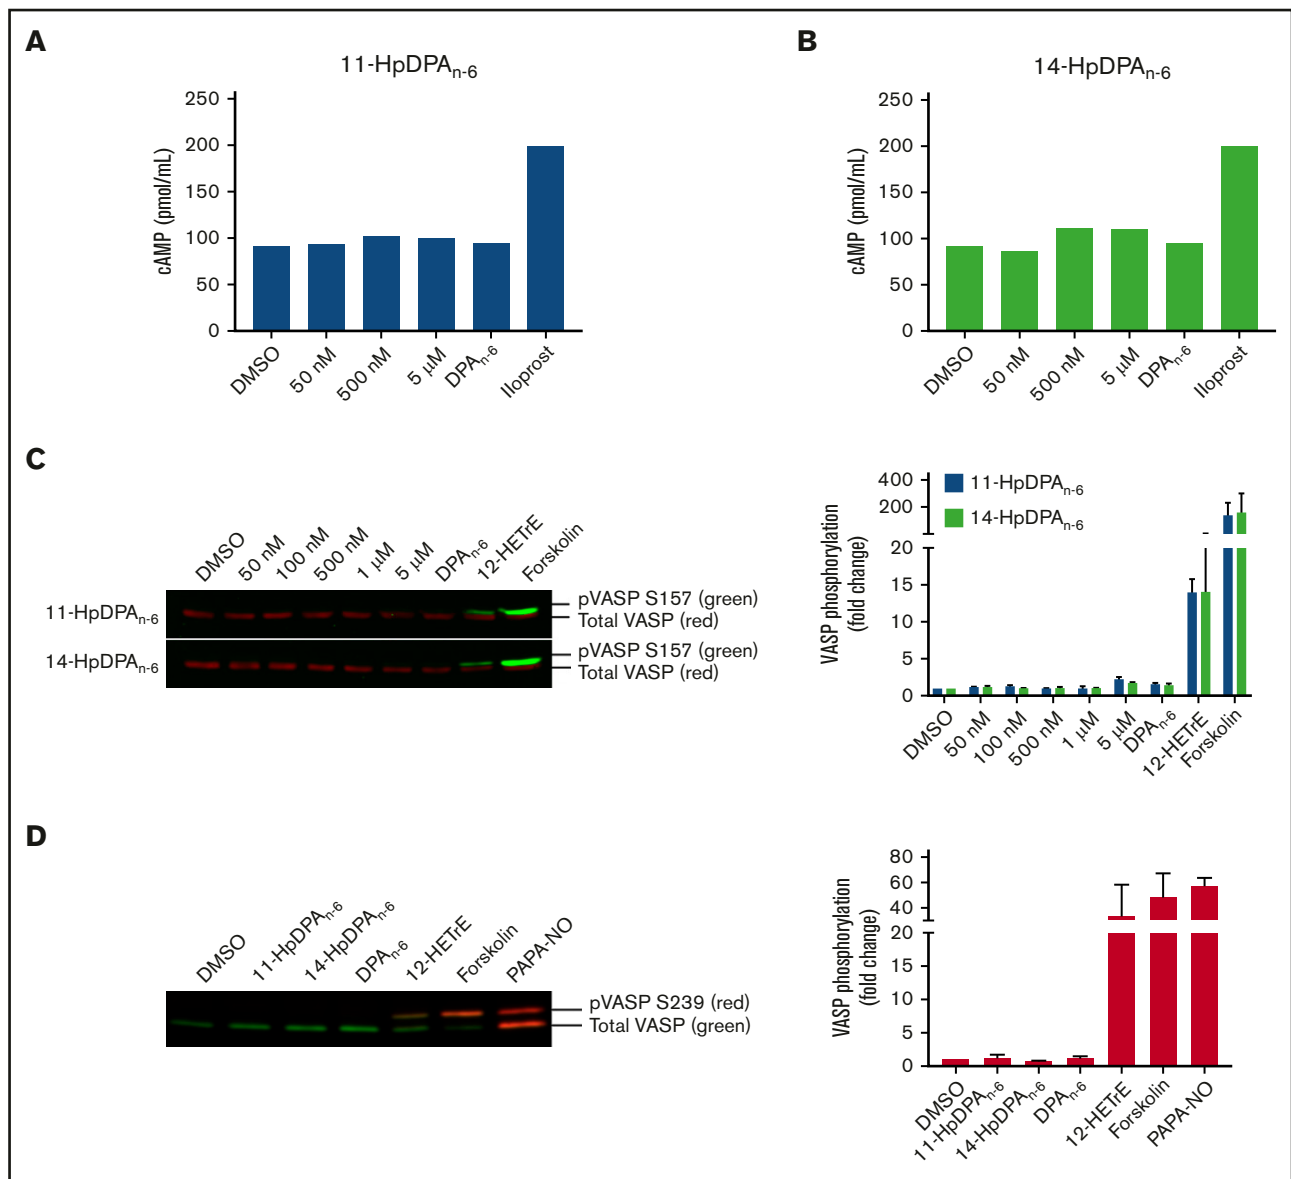 A
11-HpDPAn-6
250
200
150
100
50
0
cAMP (pmol/mL)
DMSO
50 nM
500 nM
5 µM
DPAn-6
Iloprost
B
14-HpDPAn-6
250
200
150
100
50
0
cAMP (pmol/mL)
DMSO
50 nM
500 nM
5 µM
DPAn-6
Iloprost
C
DMSO
50 nM
100 nM
500 nM
1 µM
5 µM
DPAn-6
12-HETrE
Forskolin
11-HpDPAn-6
pVASP S157 (green)
Total VASP (red)
14-HpDPAn-6
pVASP S157 (green)
Total VASP (red)
VASP phosphorylation
(fold change)
400
200
20
15
10
5
0
11-HpDPAn-6
14-HpDPAn-6
DMSO
50 nM
100 nM
500 nM
1 µM
5 µM
DPAn-6
12-HETrE
Forskolin
D
DMSO
11-HpDPAn-6
14-HpDPAn-6
DPAn-6
12-HETrE
Forskolin
PAPA-NO
pVASP S239 (red)
Total VASP (green)
VASP phosphorylation
(fold change)
80
60
40
20
15
10
5
0
DMSO
11-HpDPAn-6
14-HpDPAn-6
DPAn-6
12-HETrE
Forskolin
PAPA-NO